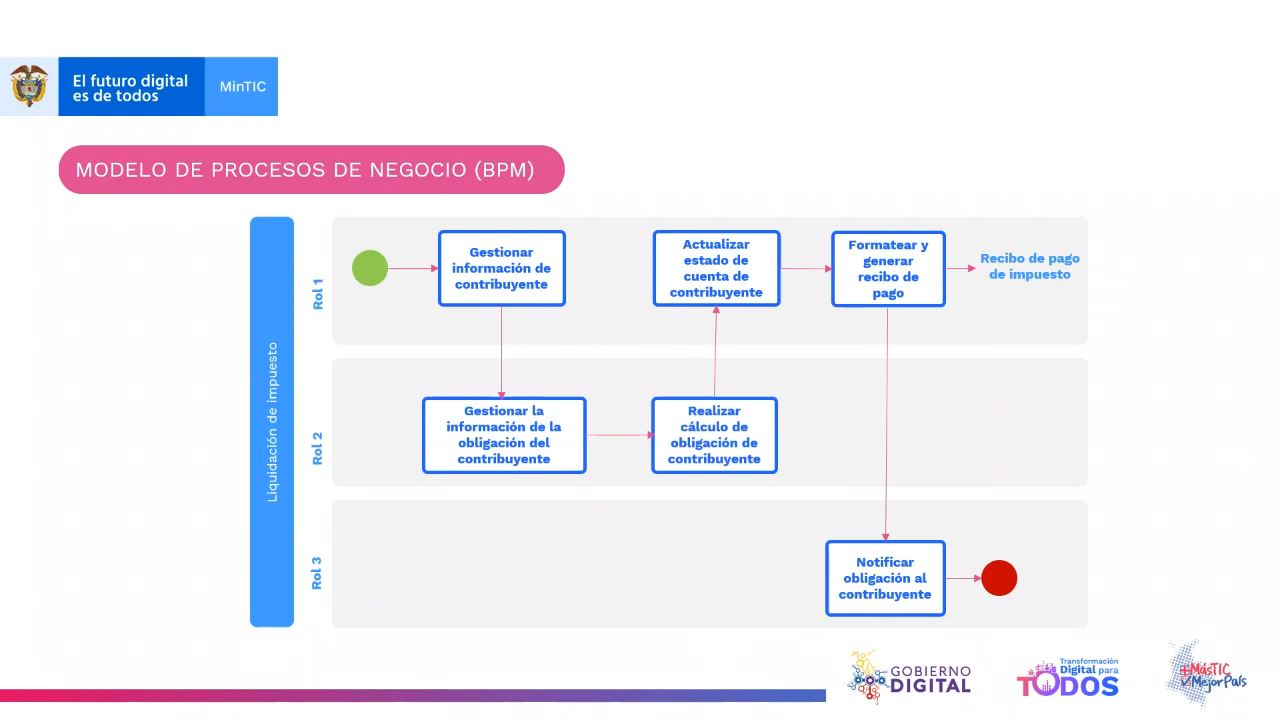 El futuro digital
es de todos
MinTIC
MODELO DE PROCESOS DE NEGOCIO (BPM)
Liquidación de impuesto
Rol 1
Gestionar
información de
contribuyente
Actualizar
estado de
cuenta de
contribuyente
Formatear y
generar
recibo de
pago
Recibo de pago
de impuesto
Rol 2
Gestionar la
información de la
obligación del
contribuyente
Realizar
cálculo de
obligación de
contribuyente
Rol 3
Notificar
obligación al
contribuyente
GOBIERNO
DIGITAL
Transformación
Digital para
TODOS
+MásTIC
MejorPaís